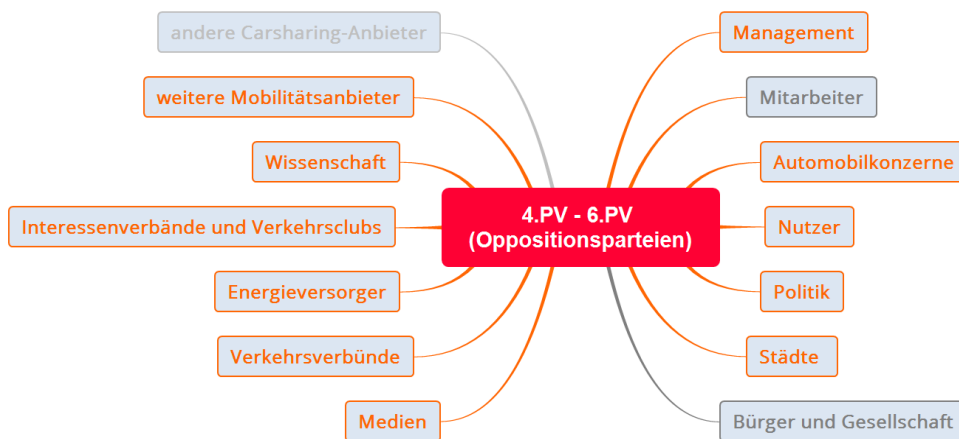 andere Carsharing-Anbieter
weitere Mobilitätsanbieter
Wissenschaft
Interessenverbände und Verkehrsclubs
Energieversorger
Verkehrsverbünde
Medien
4.PV - 6.PV
(Oppositionsparteien)
Management
Mitarbeiter
Automobilkonzerne
Nutzer
Politik
Städte
Bürger und Gesellschaft